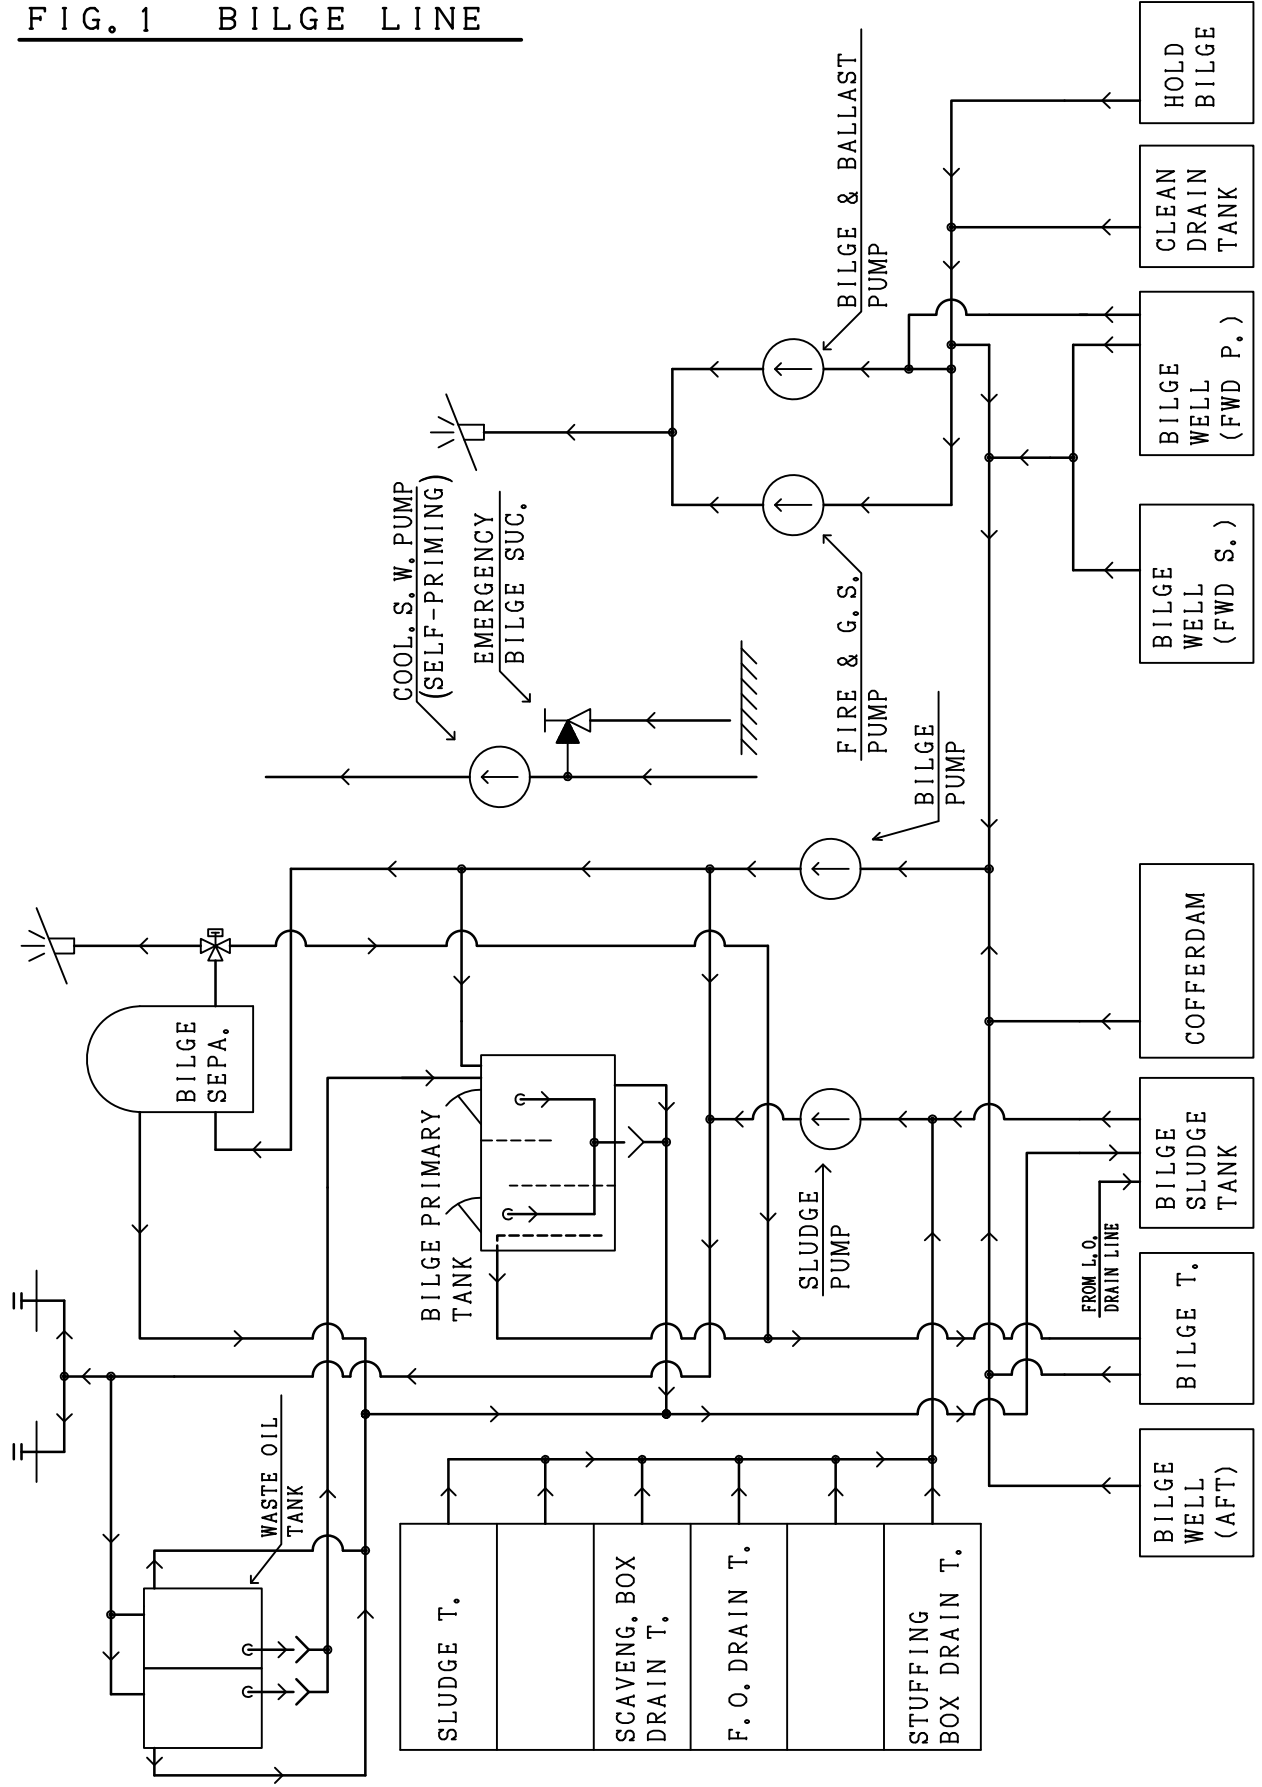 FIG. 1 BILGE LINE
HOLD
BILGE
CLEAN
DRAIN
TANK
BILGE
WELL
(FWD P.)
BILGE
WELL
(FWD S.)
BILGE & BALLAST
PUMP
FIRE & G.S.
PUMP
COOL.S.W.PUMP
(SELF-PRIMING)
EMERGENCY
BILGE SUC.
BILGE
PUMP
COFFERDAM
BILGE
SEPA.
BILGE PRIMARY
TANK
SLUDGE
PUMP
BILGE
SLUDGE
TANK
FROM L.O.
DRAIN LINE
BILGE T.
BILGE
WELL
(AFT)
WASTE OIL
TANK
SLUDGE T.
SCAVENG.BOX
DRAIN T.
F.O.DRAIN T.
STUFFING
BOX DRAIN T.